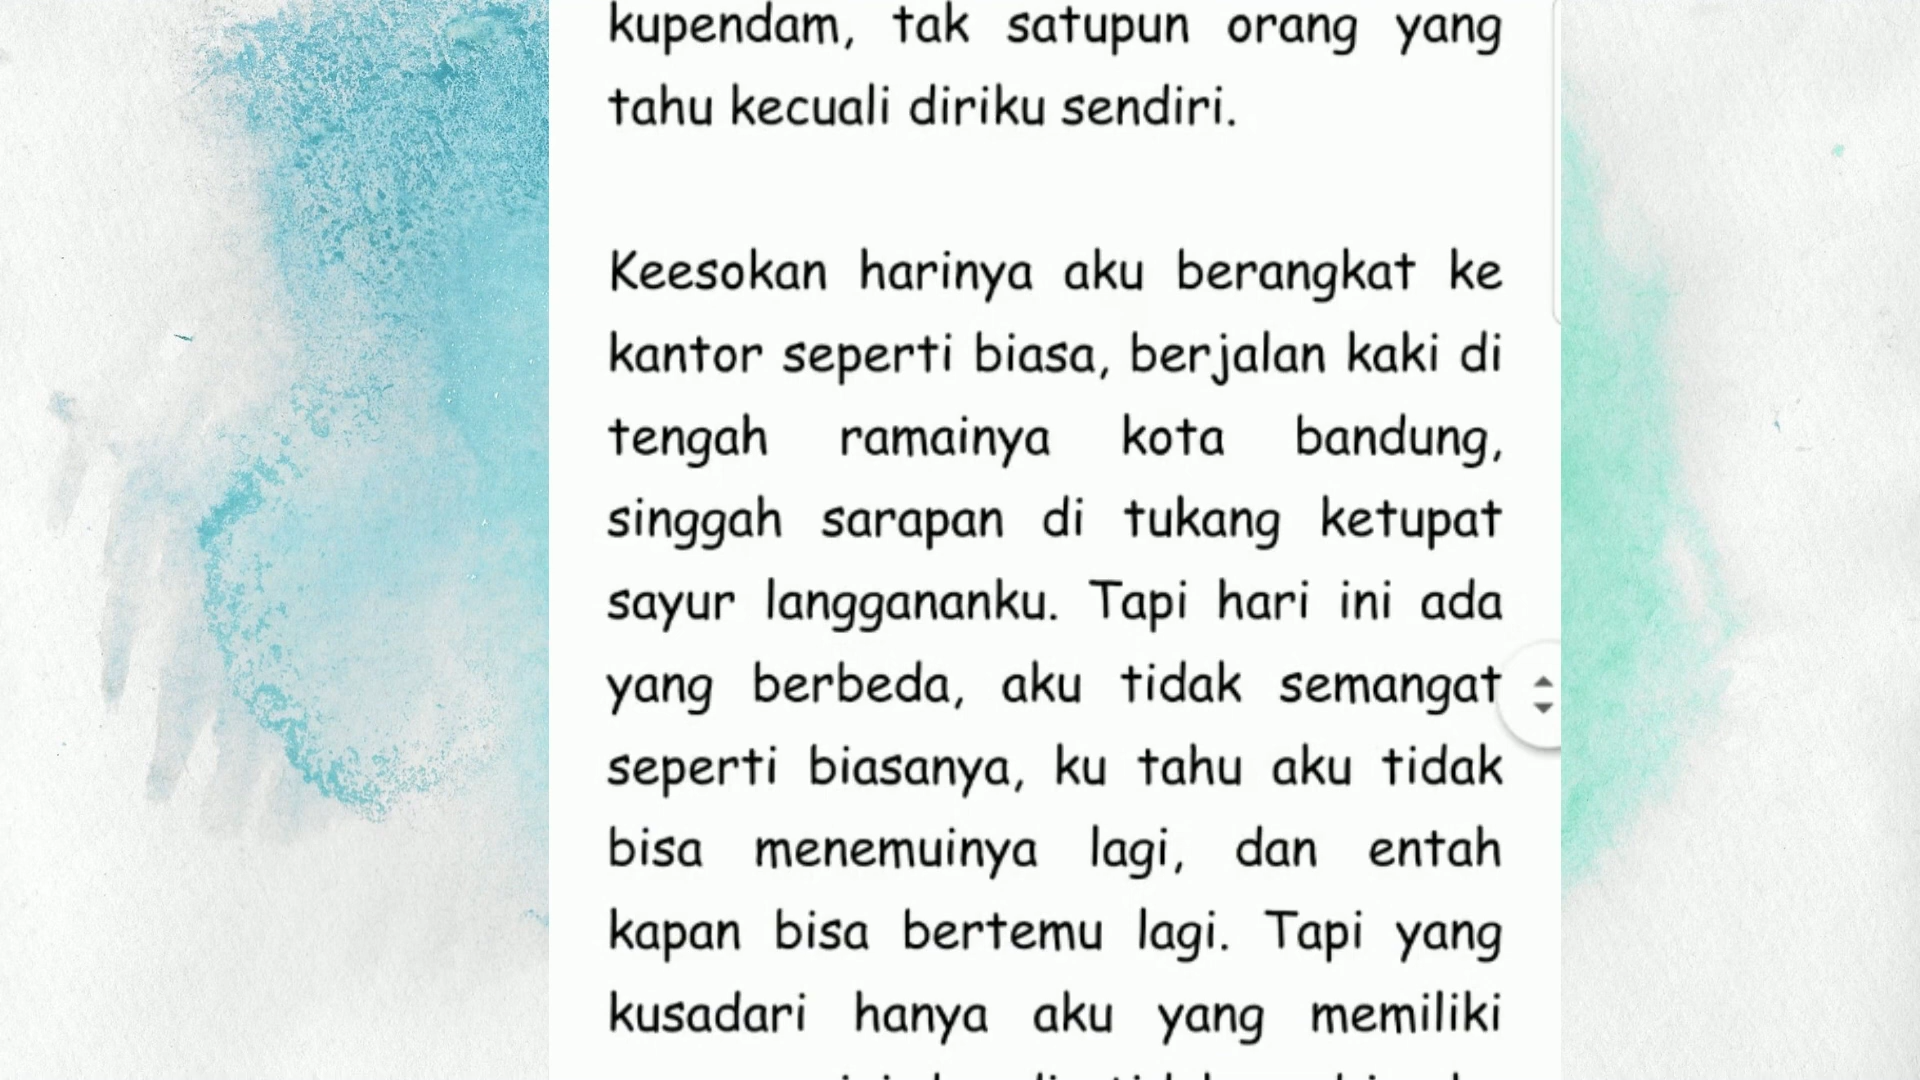 kupendam, tak satupun orang yang
tahu kecuali diriku sendiri.
Keesokan harinya aku berangkat ke
kantor seperti biasa, berjalan kaki di
tengah ramainya kota bandung,
singgah sarapan di tukang ketupat
sayur langgananku. Tapi hari ini ada
yang berbeda, aku tidak semangat
seperti biasanya, ku tahu aku tidak
bisa menemuinya lagi, dan entah
kapan bisa bertemu lagi. Tapi yang
kusadari hanya aku yang memiliki